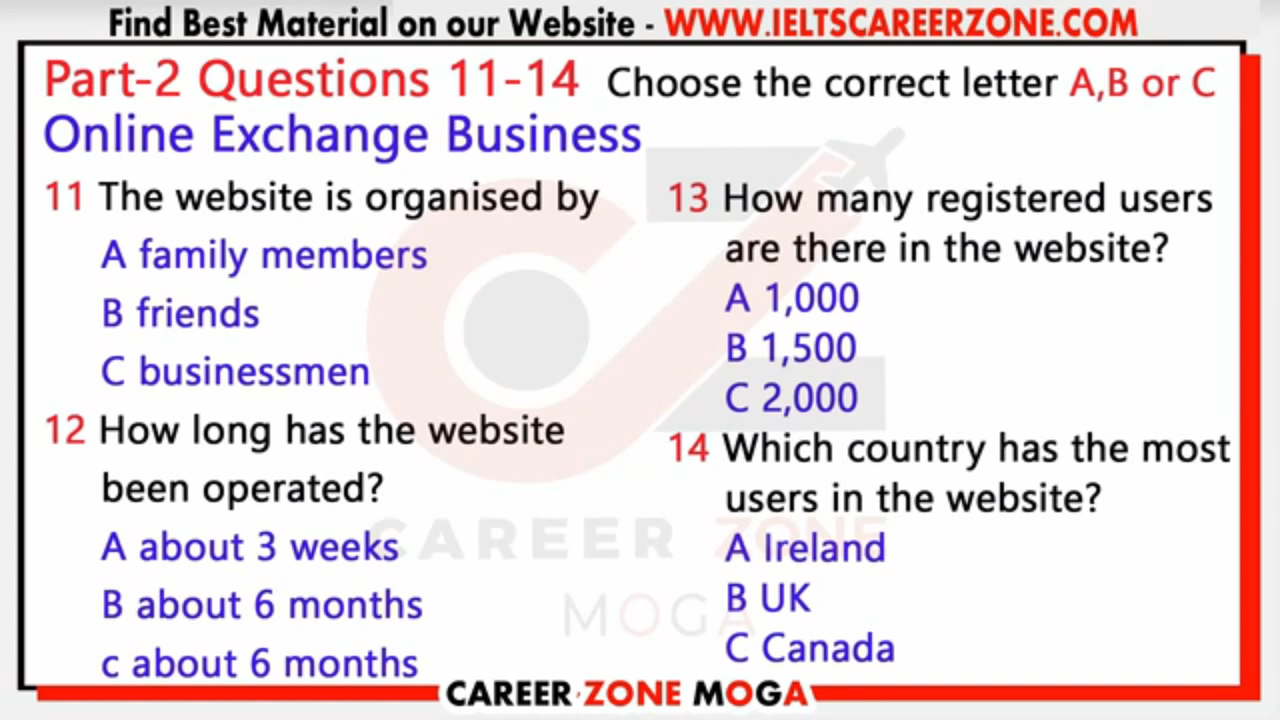 Find Best Material on our Website - WWW.IELTSCAREERZONE.COM
Part-2 Questions 11-14 Choose the correct letter A,B or C
Online Exchange Business
11 The website is organised by
A family members
B friends
C businessmen
12 How long has the website
been operated?
A about 3 weeks
B about 6 months
c about 6 months
13 How many registered users
are there in the website?
A 1,000
B 1,500
C 2,000
14 Which country has the most
users in the website?
A Ireland
B UK
C Canada
CAREER ZONE
MOGA
CAREER ZONE MOGA